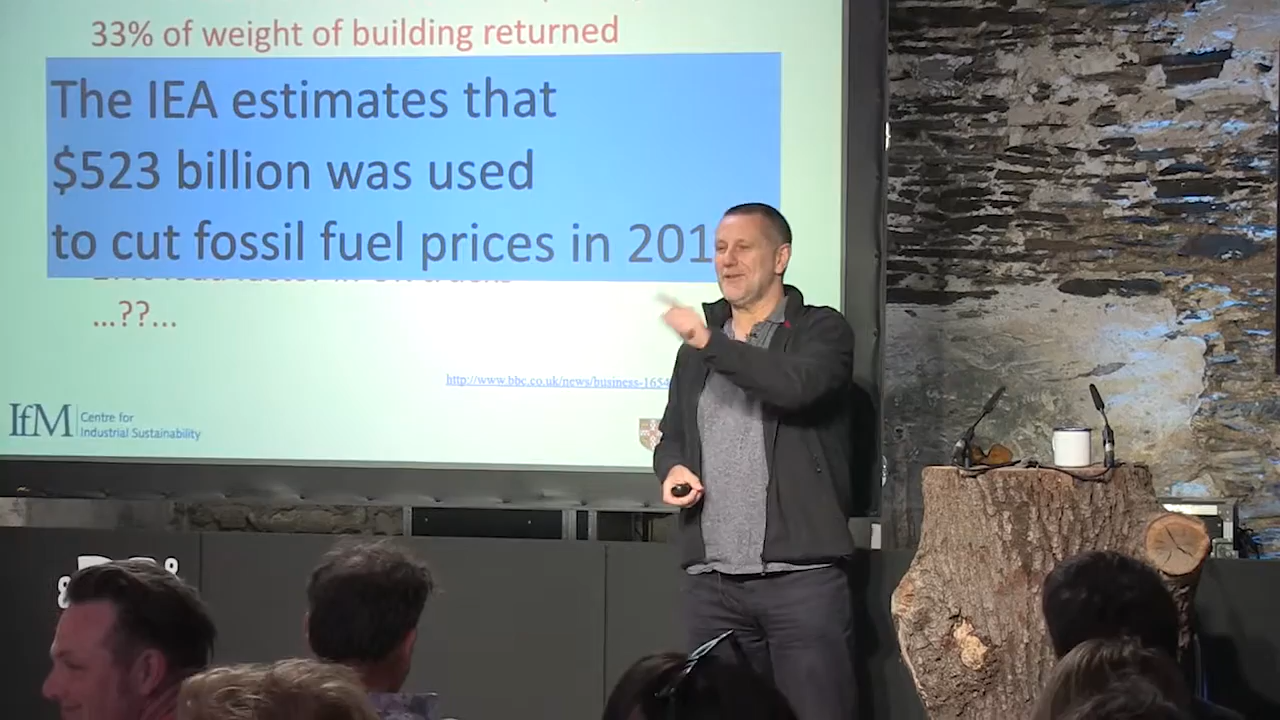 33% of weight of building returned
The IEA estimates that
$523 billion was used
to cut fossil fuel prices in 201
...??...
http://www.bbc.co.uk/news/business-1654
IfM
Centre for
Industrial Sustainability